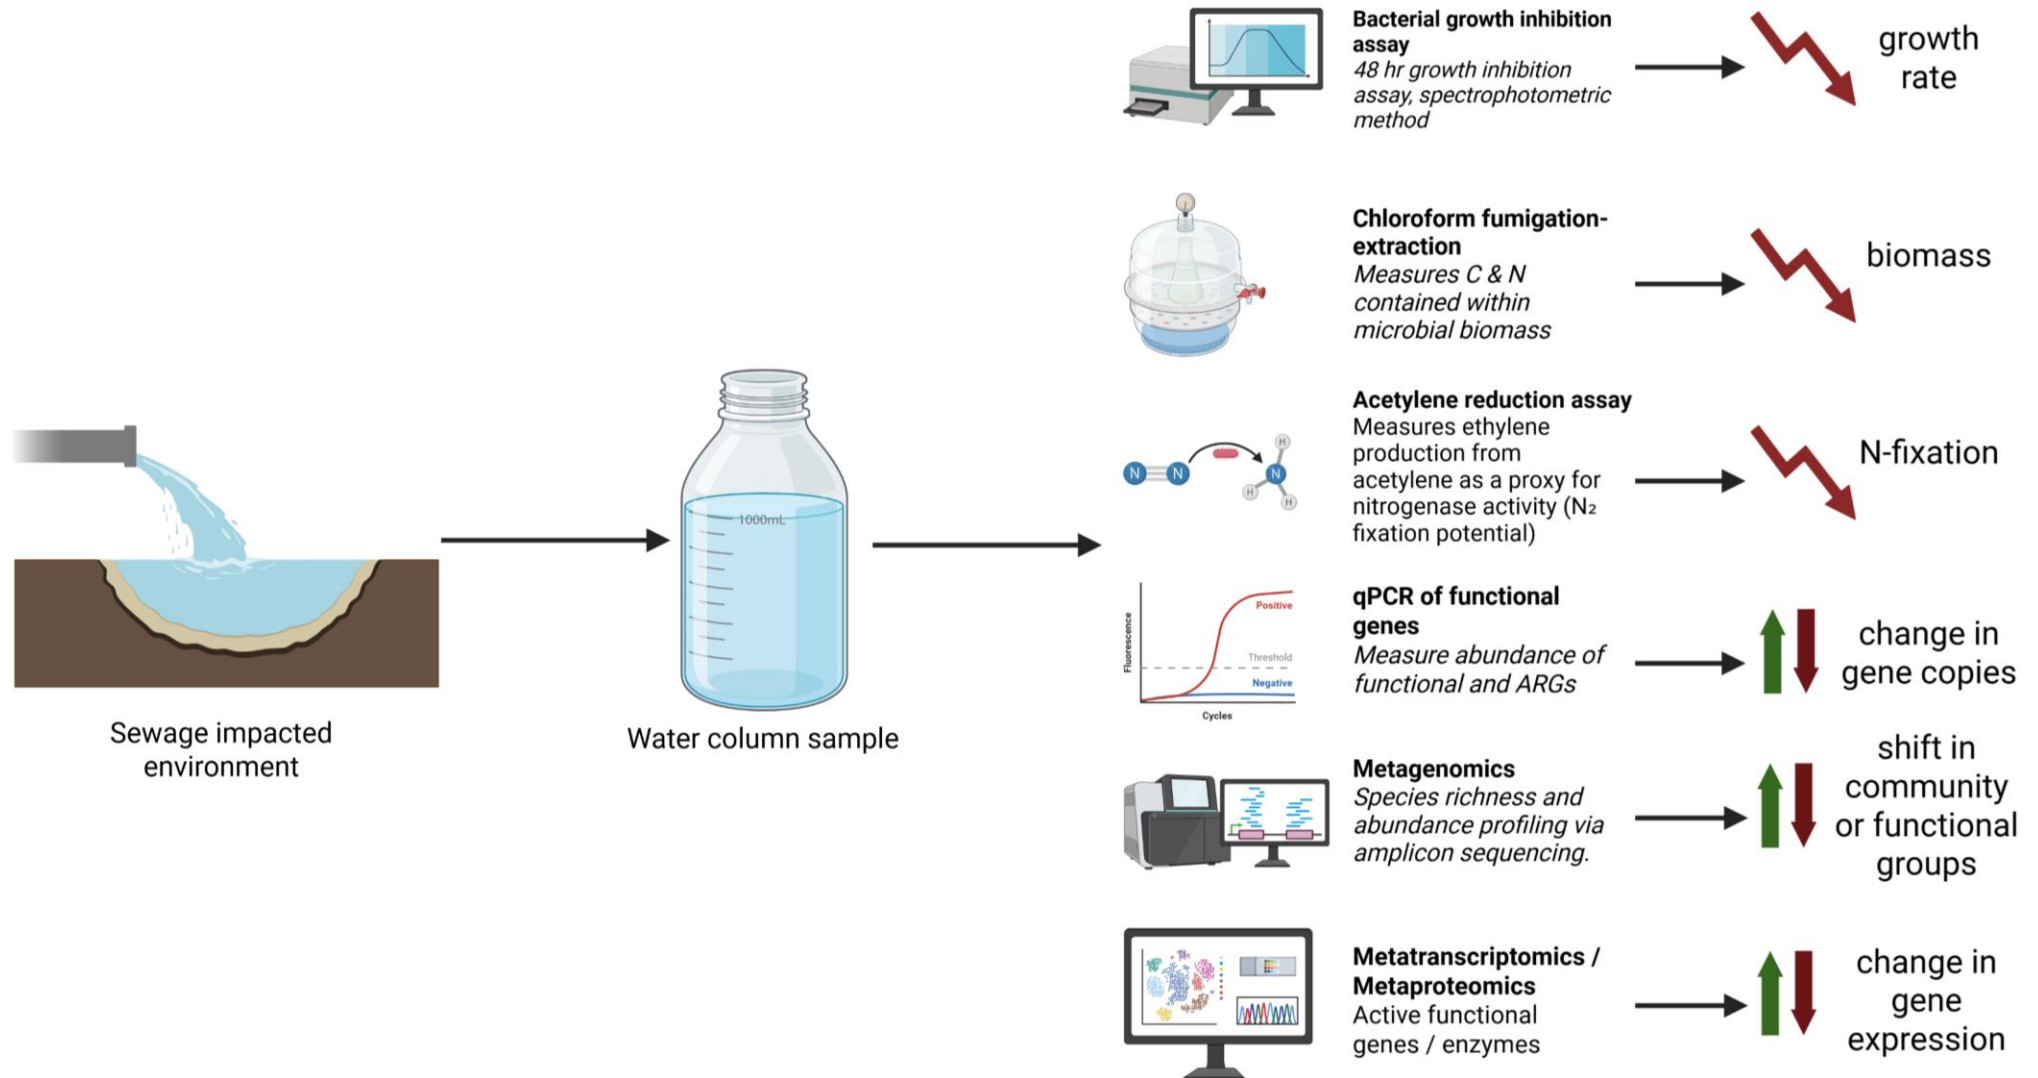 Bacterial growth inhibition
assay
48 hr growth inhibition
assay, spectrophotometric
method
growth
rate
Chloroform fumigation-
extraction
Measures C & N
contained within
microbial biomass
biomass
Acetylene reduction assay
Measures ethylene
production from
acetylene as a proxy for
nitrogenase activity (N₂
fixation potential)
N
N
N
H
H
H
N-fixation
1000mL
Sewage impacted
environment
Water column sample
Fluorescence
Positive
Threshold
Negative
Cycles
qPCR of functional
genes
Measure abundance of
functional and ARGs
change in
gene copies
Metagenomics
Species richness and
abundance profiling via
amplicon sequencing.
shift in
community
or functional
groups
Metatranscriptomics /
Metaproteomics
Active functional
genes / enzymes
change in
gene
expression